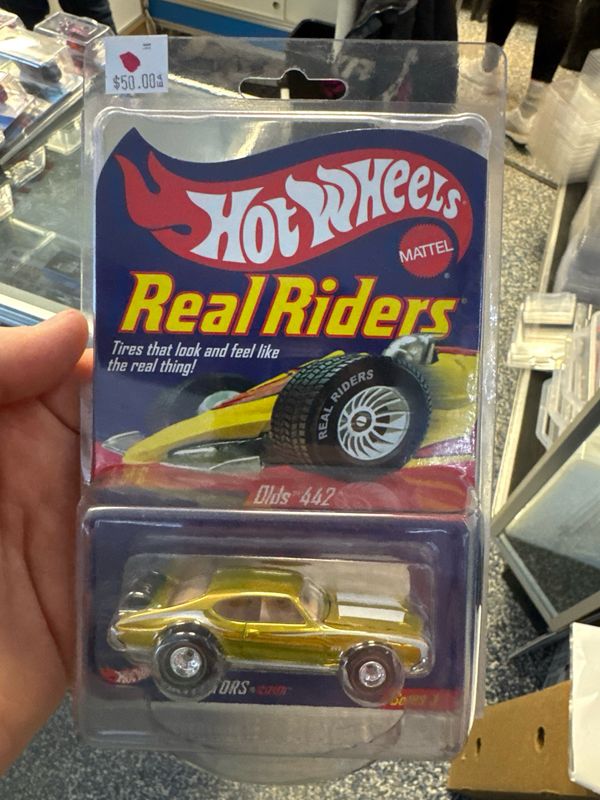 $50.00
HOT WHEELS
MATTEL
Real Riders
Tires that look and feel like
the real thing!
REAL RIDERS
Olds 442
TORS